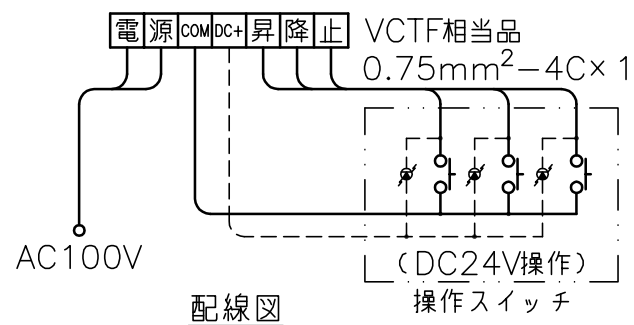 電 源 COM DC+ 昇 降 止
VCTF相当品
0.75mm²−4C×1
AC100V
(DC24V操作)
操作スイッチ
配線図